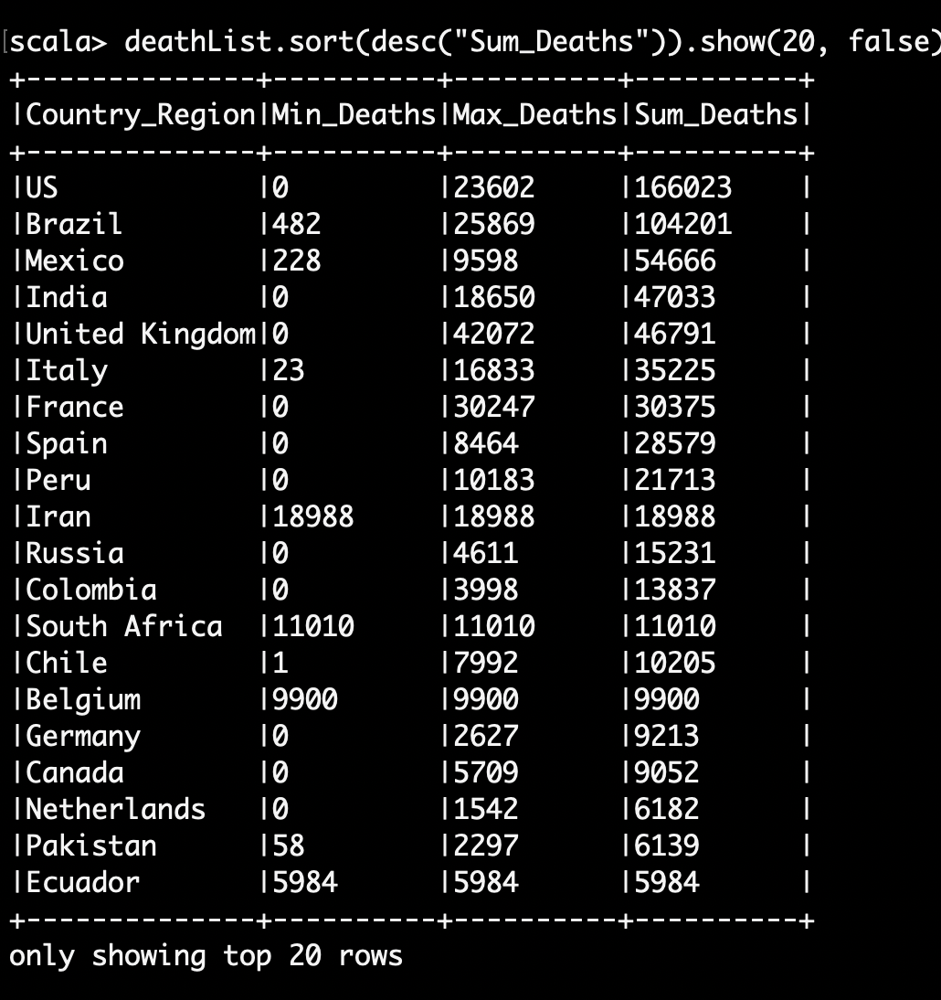 scala> deathList.sort(desc("Sum_Deaths")).show(20, false)
+--------------+----------+----------+----------+
|Country_Region|Min_Deaths|Max_Deaths|Sum_Deaths|
+--------------+----------+----------+----------+
|US            |0         |23602     |166023    |
|Brazil        |482       |25869     |104201    |
|Mexico        |228       |9598      |54666     |
|India         |0         |18650     |47033     |
|United Kingdom|0         |42072     |46791     |
|Italy         |23        |16833     |35225     |
|France        |0         |30247     |30375     |
|Spain         |0         |8464      |28579     |
|Peru          |0         |10183     |21713     |
|Iran          |18988     |18988     |18988     |
|Russia        |0         |4611      |15231     |
|Colombia      |0         |3998      |13837     |
|South Africa  |11010     |11010     |11010     |
|Chile         |1         |7992      |10205     |
|Belgium       |9900      |9900      |9900      |
|Germany       |0         |2627      |9213      |
|Canada        |0         |5709      |9052      |
|Netherlands   |0         |1542      |6182      |
|Pakistan      |58        |2297      |6139      |
|Ecuador       |5984      |5984      |5984      |
+--------------+----------+----------+----------+
only showing top 20 rows